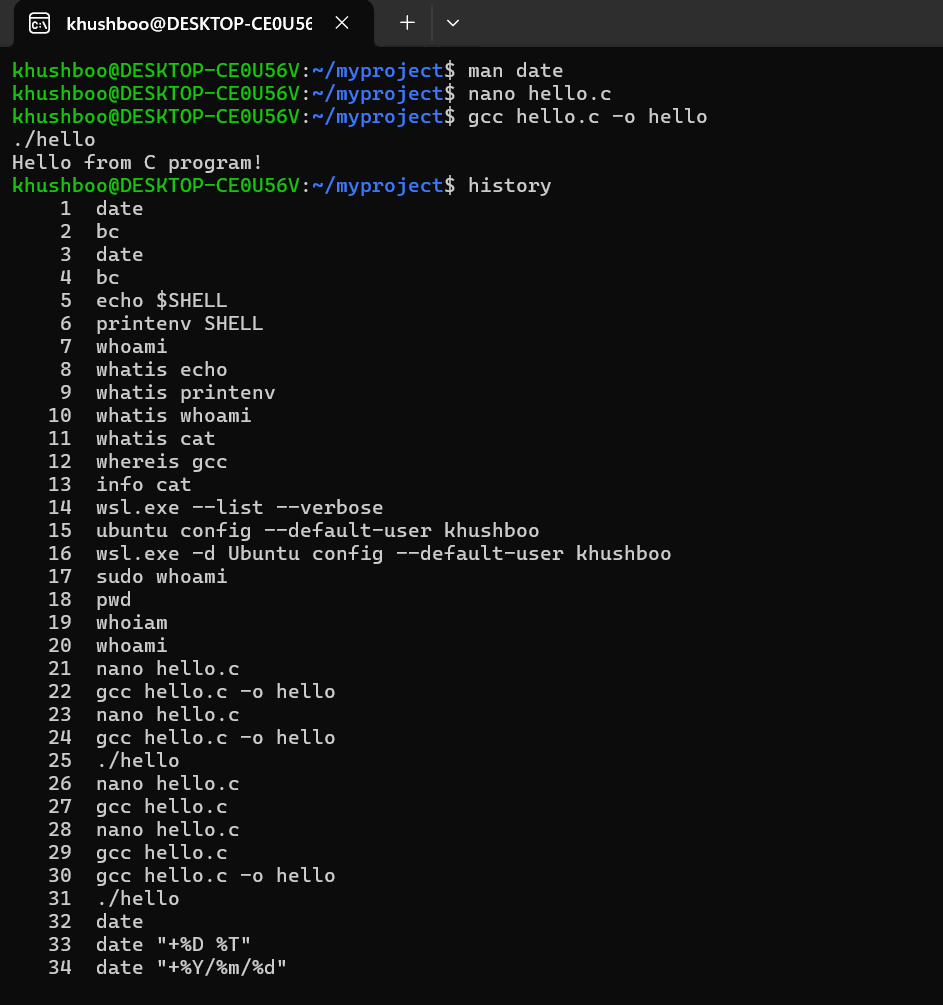 khushboo@DESKTOP-CE0U56
khushboo@DESKTOP-CE0U56V:~/myproject$ man date
khushboo@DESKTOP-CE0U56V:~/myproject$ nano hello.c
khushboo@DESKTOP-CE0U56V:~/myproject$ gcc hello.c -o hello
./hello
Hello from C program!
khushboo@DESKTOP-CE0U56V:~/myproject$ history
1 date
2 bc
3 date
4 bc
5 echo $SHELL
6 printenv SHELL
7 whoami
8 whatis echo
9 whatis printenv
10 whatis whoami
11 whatis cat
12 whereis gcc
13 info cat
14 wsl.exe --list --verbose
15 ubuntu config --default-user khushboo
16 wsl.exe -d Ubuntu config --default-user khushboo
17 sudo whoami
18 pwd
19 whoiam
20 whoami
21 nano hello.c
22 gcc hello.c -o hello
23 nano hello.c
24 gcc hello.c -o hello
25 ./hello
26 nano hello.c
27 gcc hello.c
28 nano hello.c
29 gcc hello.c
30 gcc hello.c -o hello
31 ./hello
32 date
33 date "+%D %T"
34 date "+%Y/%m/%d"